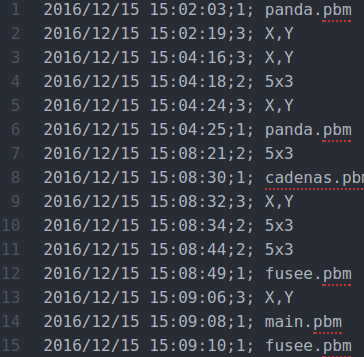 1 2016/12/15 15:02:03;1; panda.pbm
2 2016/12/15 15:02:19;3; X,Y
3 2016/12/15 15:04:16;3; X,Y
4 2016/12/15 15:04:18;2; 5x3
5 2016/12/15 15:04:24;3; X,Y
6 2016/12/15 15:04:25;1; panda.pbm
7 2016/12/15 15:08:21;2; 5x3
8 2016/12/15 15:08:30;1; cadenas.pbm
9 2016/12/15 15:08:32;3; X,Y
10 2016/12/15 15:08:34;2; 5x3
11 2016/12/15 15:08:44;2; 5x3
12 2016/12/15 15:08:49;1; fusee.pbm
13 2016/12/15 15:09:06;3; X,Y
14 2016/12/15 15:09:08;1; main.pbm
15 2016/12/15 15:09:10;1; fusee.pbm